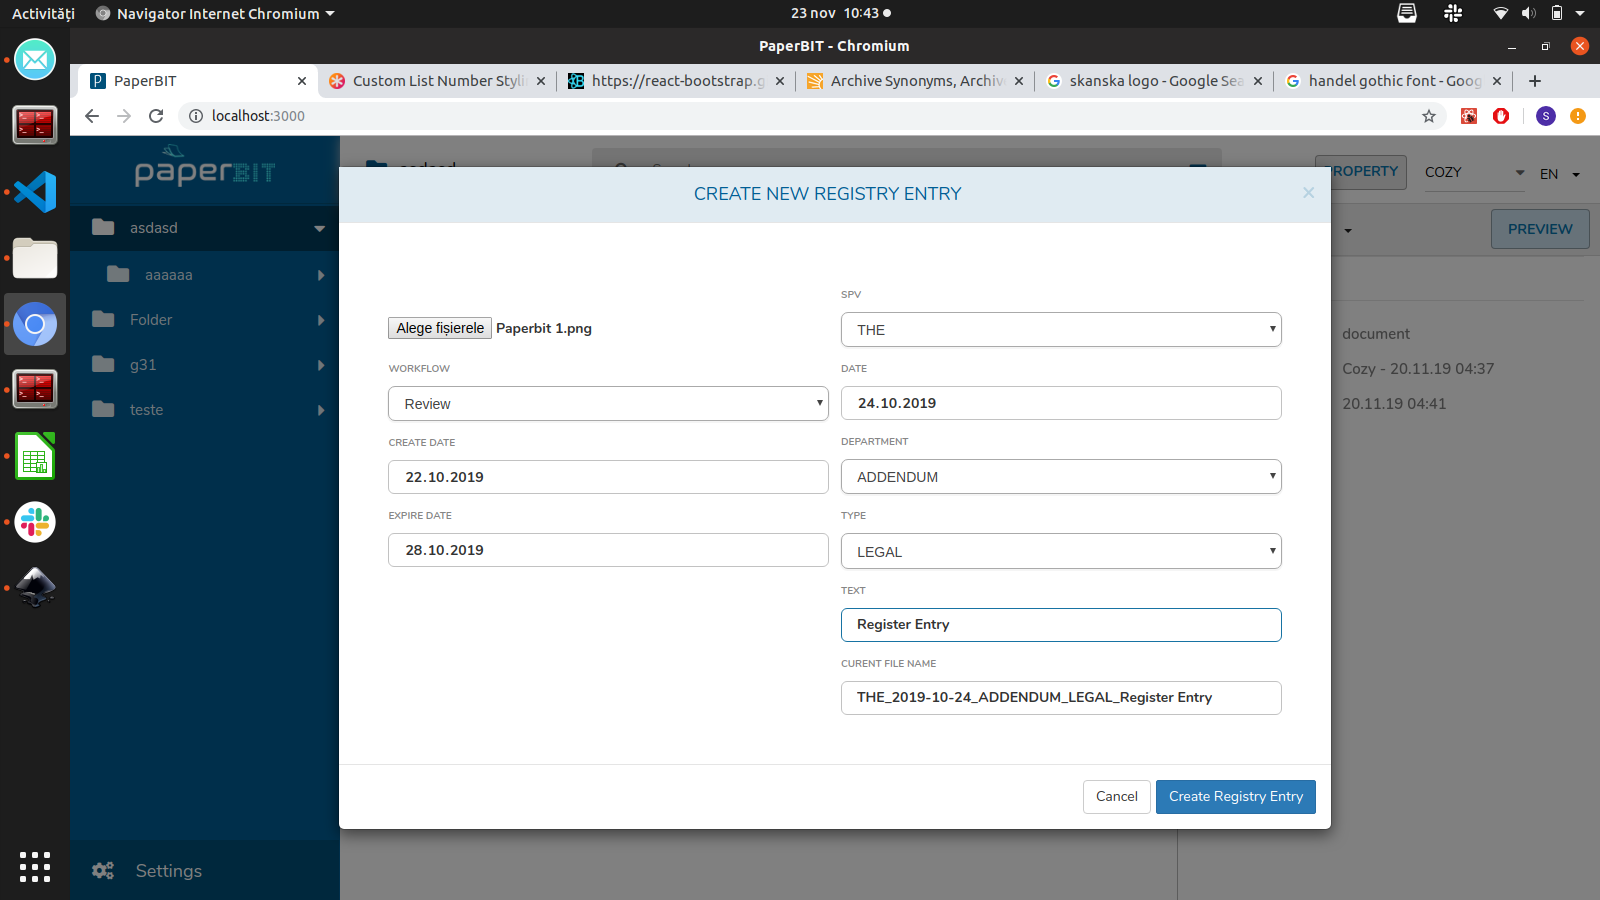 Activități
Navigator Internet Chromium
23 nov 10:43
PaperBIT - Chromium
PaperBIT
Custom List Number Styli
https://react-bootstrap.g
Archive Synonyms, Archiv
skanska logo - Google Sea
handel gothic font - Goog
localhost:3000
S
paperBIT
asdasd
aaaaaa
Folder
g31
teste
Settings
ROPERTY
COZY
EN
PREVIEW
document
Cozy - 20.11.19 04:37
20.11.19 04:41
CREATE NEW REGISTRY ENTRY
Alege fișierele Paperbit 1.png
WORKFLOW
Review
CREATE DATE
22.10.2019
EXPIRE DATE
28.10.2019
SPV
THE
DATE
24.10.2019
DEPARTMENT
ADDENDUM
TYPE
LEGAL
TEXT
Register Entry
CURENT FILE NAME
THE_2019-10-24_ADDENDUM_LEGAL_Register Entry
Cancel
Create Registry Entry